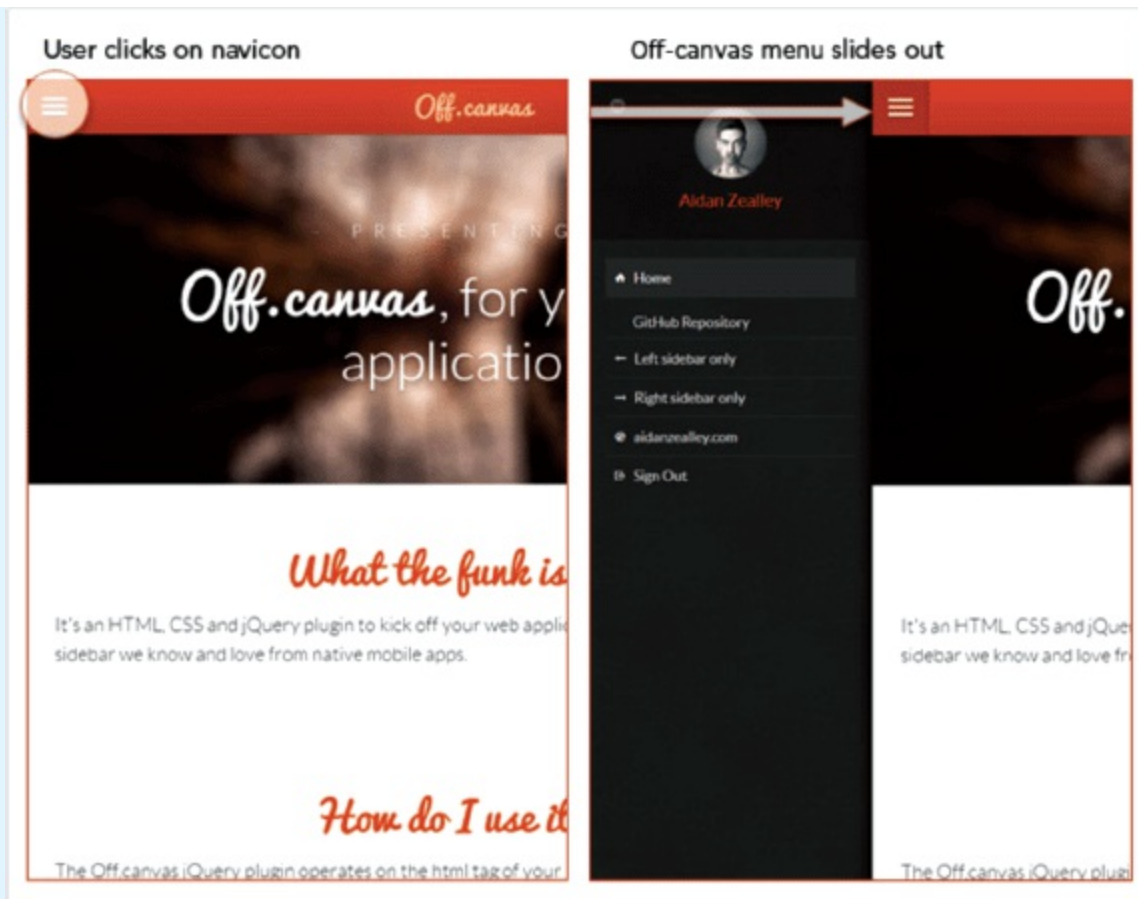 User clicks on navicon
Off.canvas
PRESENTING
Off.canvas, for y
applicatio
What the funk is
It's an HTML, CSS and jQuery plugin to kick off your web applic
sidebar we know and love from native mobile apps.
How do I use it
The Off.canvas jQuery plugin operates on the html tag of your
Off-canvas menu slides out
Aidan Zealley
Home
GitHub Repository
Left sidebar only
Right sidebar only
aidanzealley.com
Sign Out
Off.
It's an HTML, CSS and jQue
sidebar we know and love fr
The Off.canvas jQuery plugi